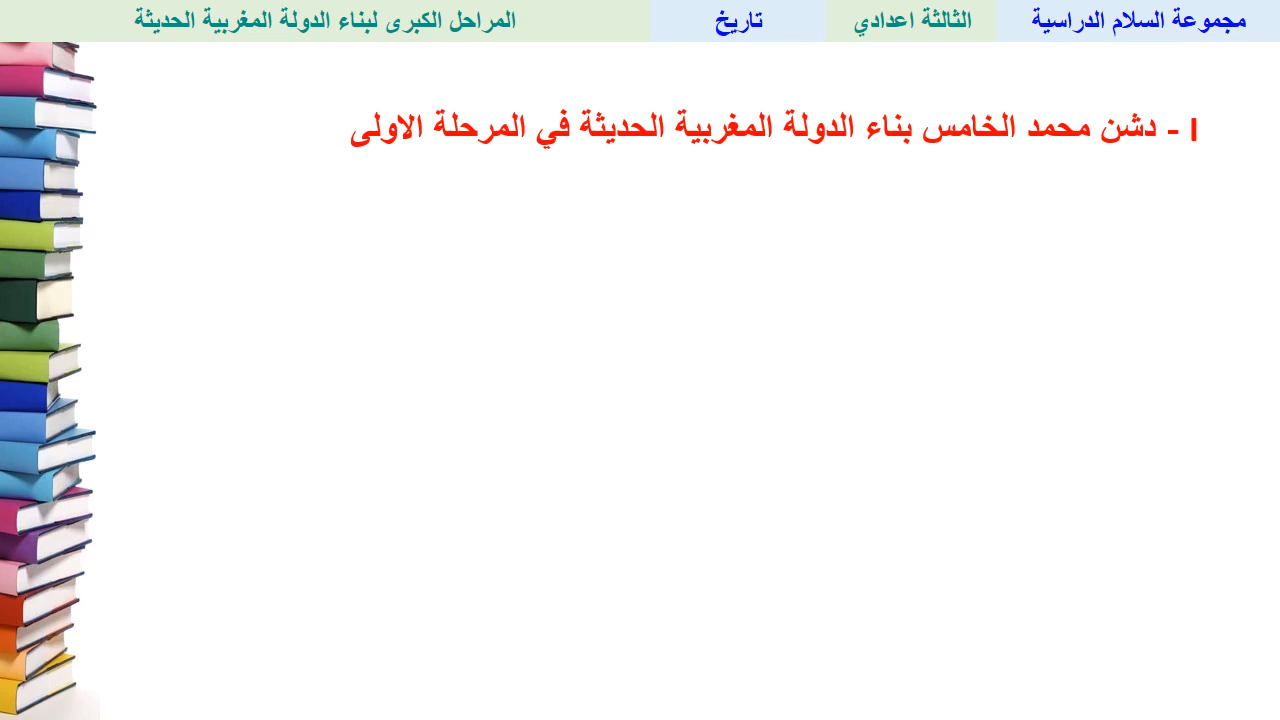 مجموعة السلام الدراسية
الثالثة اعدادي
تاريخ
المراحل الكبرى لبناء الدولة المغربية الحديثة
I - دشن محمد الخامس بناء الدولة المغربية الحديثة في المرحلة الاولى